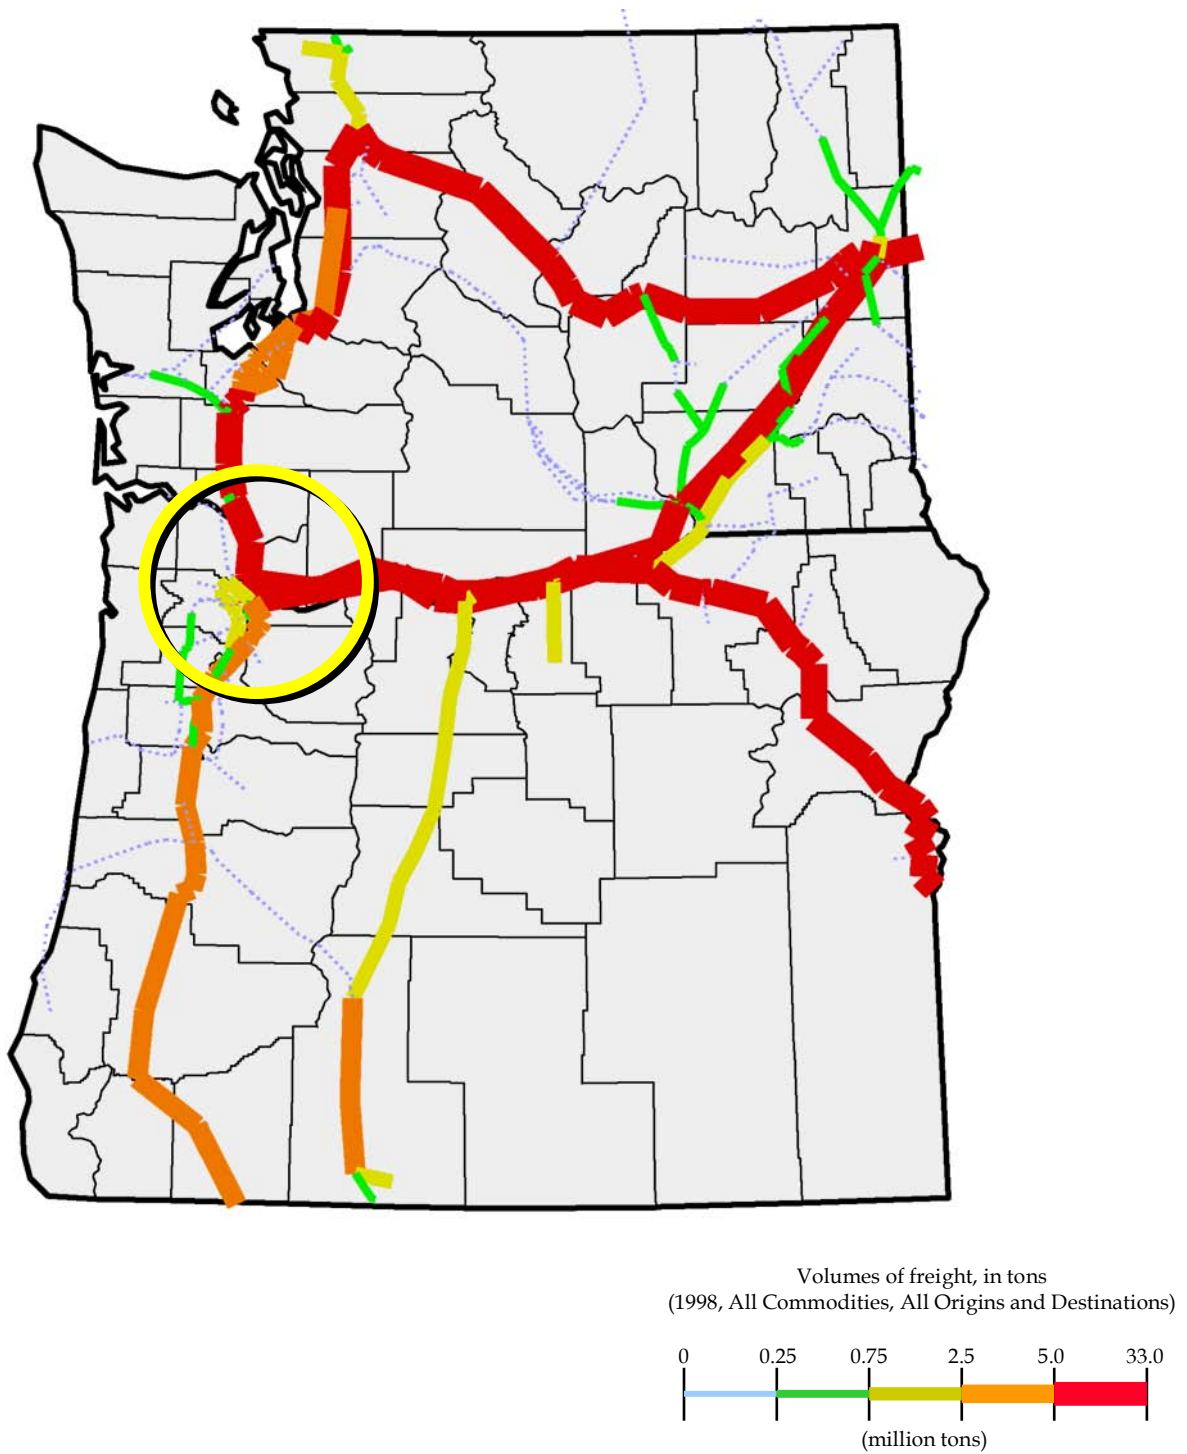 Volumes of freight, in tons
(1998, All Commodities, All Origins and Destinations)
0 0.25 0.75 2.5 5.0 33.0
(million tons)